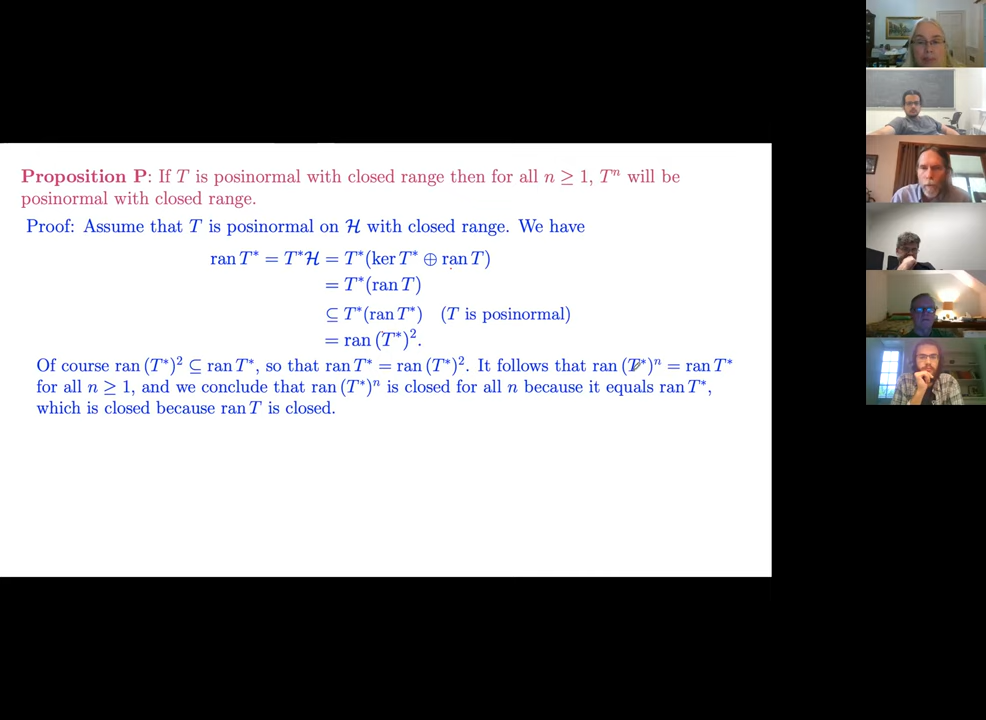 Proposition P: If T is posinormal with closed range then for all n ≥ 1, Tⁿ will be
posinormal with closed range.
Proof: Assume that T is posinormal on ℋ with closed range. We have
ran T* = T*ℋ = T*(ker T* ⊕ ran T)
= T*(ran T)
⊆ T*(ran T*) (T is posinormal)
= ran (T*)².
Of course ran (T*)² ⊆ ran T*, so that ran T* = ran (T*)². It follows that ran (T*)ⁿ = ran T*
for all n ≥ 1, and we conclude that ran (T*)ⁿ is closed for all n because it equals ran T*,
which is closed because ran T is closed.